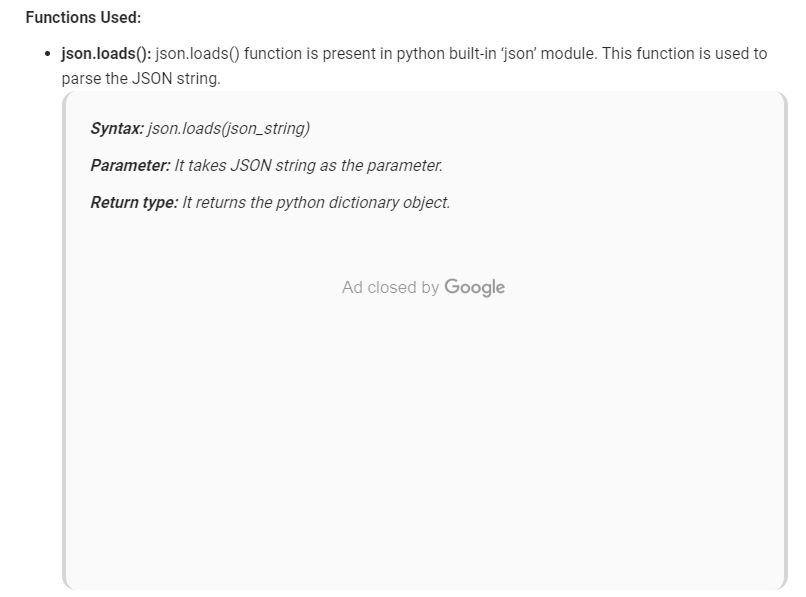 Functions Used:
• json.loads(): json.loads() function is present in python built-in ‘json’ module. This function is used to
parse the JSON string.
Syntax: json.loads(json_string)
Parameter: It takes JSON string as the parameter.
Return type: It returns the python dictionary object.
Ad closed by Google